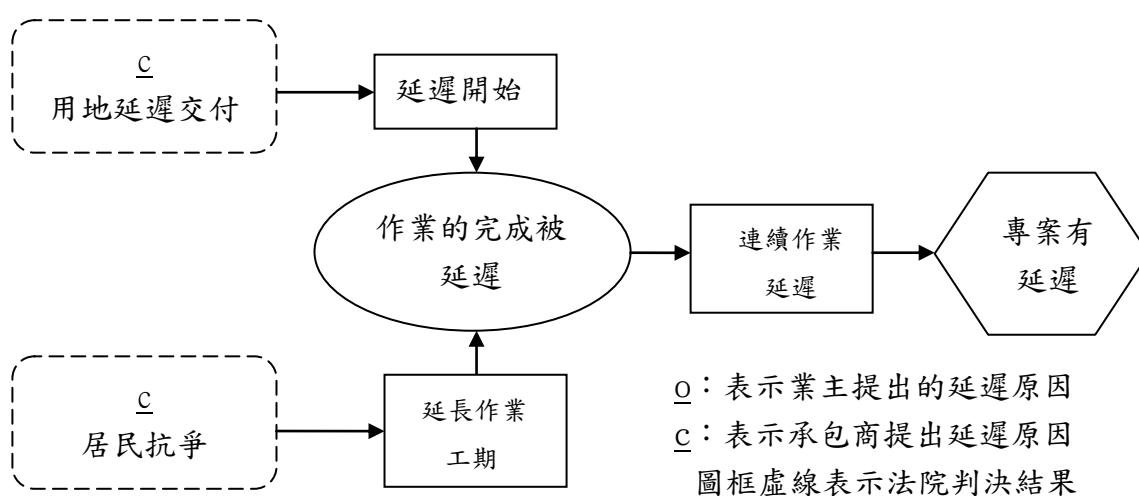 c
用地延遲交付
延遲開始
作業的完成被
延遲
連續作業
延遲
專案有
延遲
c
居民抗爭
延長作業
工期
o：表示業主提出的延遲原因
c：表示承包商提出延遲原因
圖框虛線表示法院判決結果